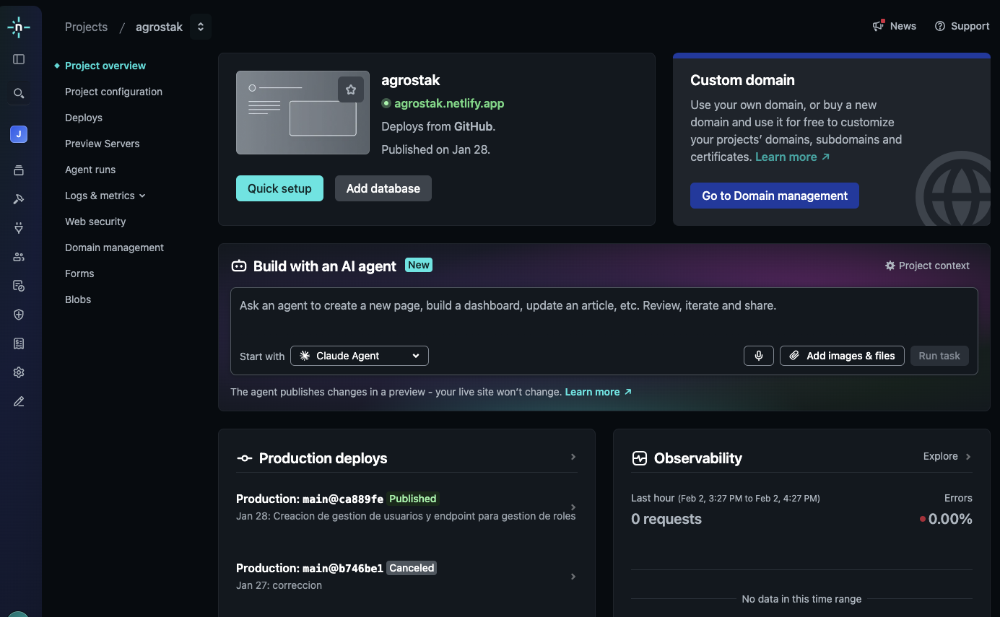 n
Projects / agrostak
News
Support
J
Project overview
Project configuration
Deploys
Preview Servers
Agent runs
Logs & metrics
Web security
Domain management
Forms
Blobs
agrostak
agrostak.netlify.app
Deploys from GitHub.
Published on Jan 28.
Quick setup
Add database
Custom domain
Use your own domain, or buy a new
domain and use it for free to customize
your projects’ domains, subdomains and
certificates. Learn more ↗
Go to Domain management
Build with an AI agent New
Project context
Ask an agent to create a new page, build a dashboard, update an article, etc. Review, iterate and share.
Start with Claude Agent
Add images & files
Run task
The agent publishes changes in a preview - your live site won’t change. Learn more ↗
Production deploys
Production: main@ca889fe Published
Jan 28: Creacion de gestion de usuarios y endpoint para gestion de roles
Production: main@b746be1 Canceled
Jan 27: correccion
Observability
Explore
Last hour (Feb 2, 3:27 PM to Feb 2, 4:27 PM)
Errors
0 requests
0.00%
No data in this time range